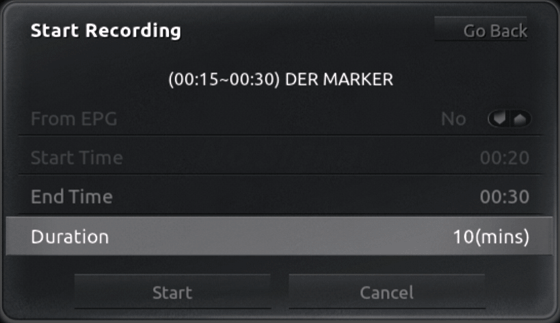 Start Recording Go Back
(00:15~00:30) DER MARKER
From EPG No
Start Time 00:20
End Time 00:30
Duration 10(mins)
Start Cancel